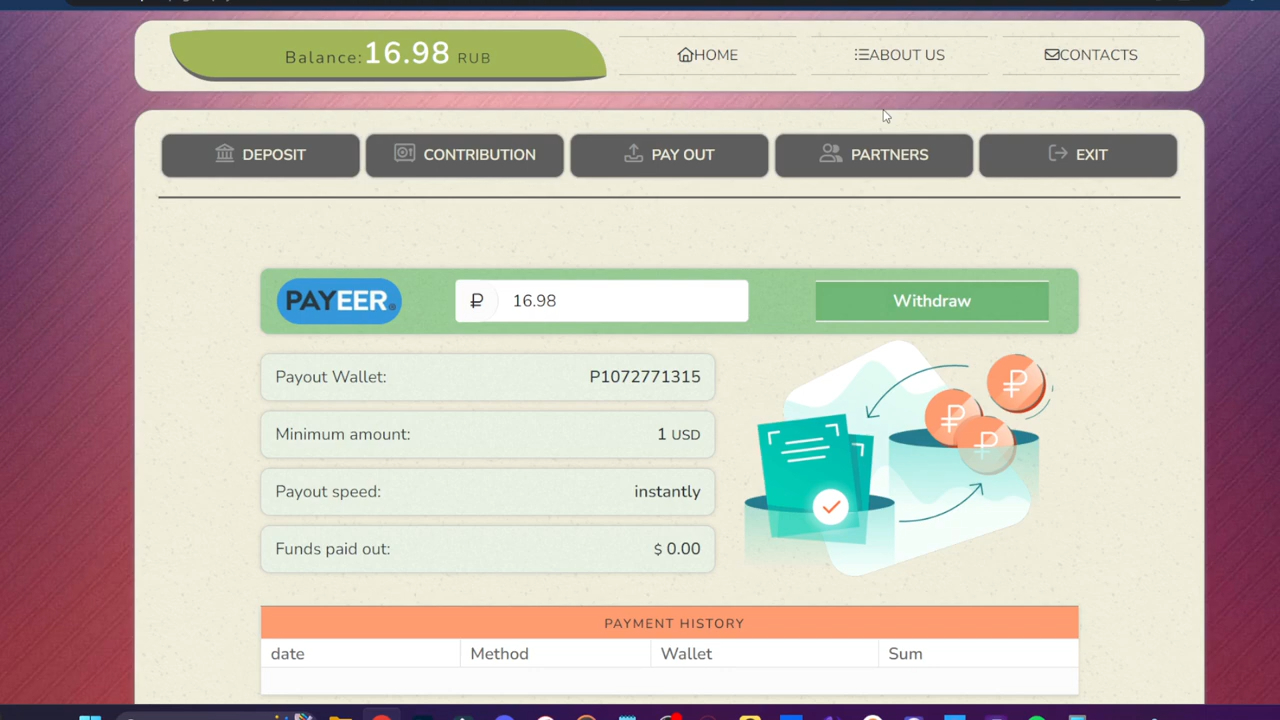 Balance: 16.98 RUB
HOME
ABOUT US
CONTACTS
DEPOSIT
CONTRIBUTION
PAY OUT
PARTNERS
EXIT
PAYEER.
₽ 16.98
Withdraw
Payout Wallet: P1072771315
Minimum amount: 1 USD
Payout speed: instantly
Funds paid out: $ 0.00
PAYMENT HISTORY
date Method Wallet Sum